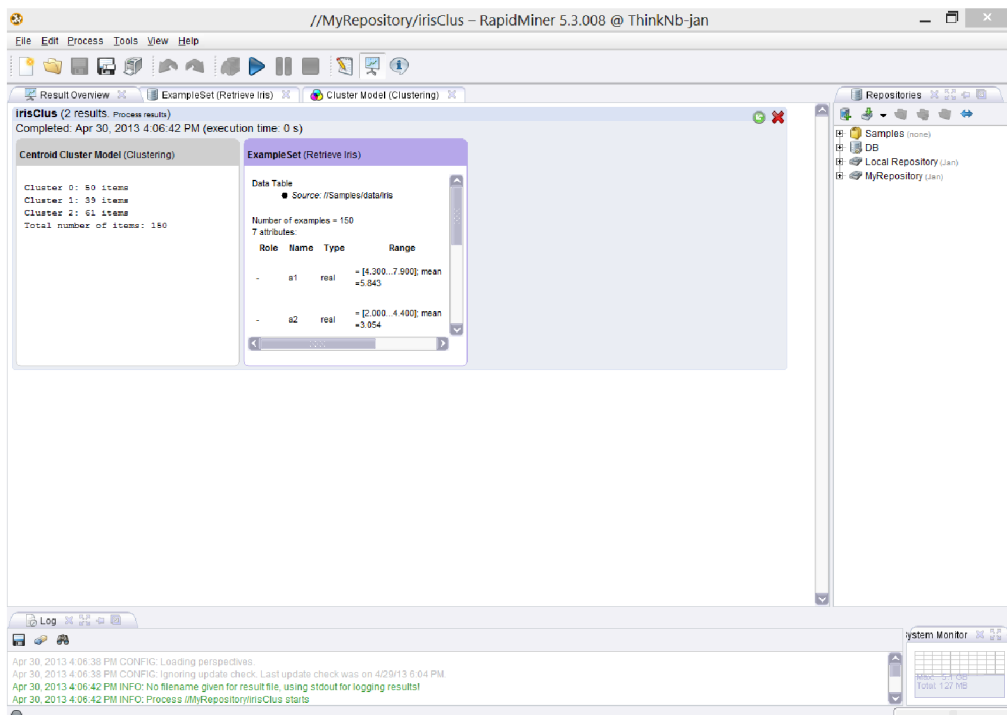 //MyRepository/irisClus – RapidMiner 5.3.008 @ ThinkNb-jan
File Edit Process Tools View Help
Result Overview ExampleSet (Retrieve Iris) Cluster Model (Clustering)
Repositories
irisClus (2 results. Process results)
Completed: Apr 30, 2013 4:06:42 PM (execution time: 0 s)
Centroid Cluster Model (Clustering)
Cluster 0: 50 items
Cluster 1: 39 items
Cluster 2: 61 items
Total number of items: 150
ExampleSet (Retrieve Iris)
Data Table
Source: //Samples/data/Iris
Number of examples = 150
7 attributes:
Role Name Type Range
- a1 real = [4.300...7.900]; mean
=5.843
- a2 real = [2.000...4.400]; mean
=3.054
Samples (none)
DB
Local Repository (Jan)
MyRepository (Jan)
Log
Apr 30, 2013 4:06:38 PM CONFIG: Loading perspectives.
Apr 30, 2013 4:06:38 PM CONFIG: Ignoring update check. Last update check was on 4/29/13 6:04 PM
Apr 30, 2013 4:06:42 PM INFO: No filename given for result file, using stdout for logging results!
Apr 30, 2013 4:06:42 PM INFO: Process //MyRepository/irisClus starts
ystem Monitor
Max: 5.1 GB
Total: 127 MB